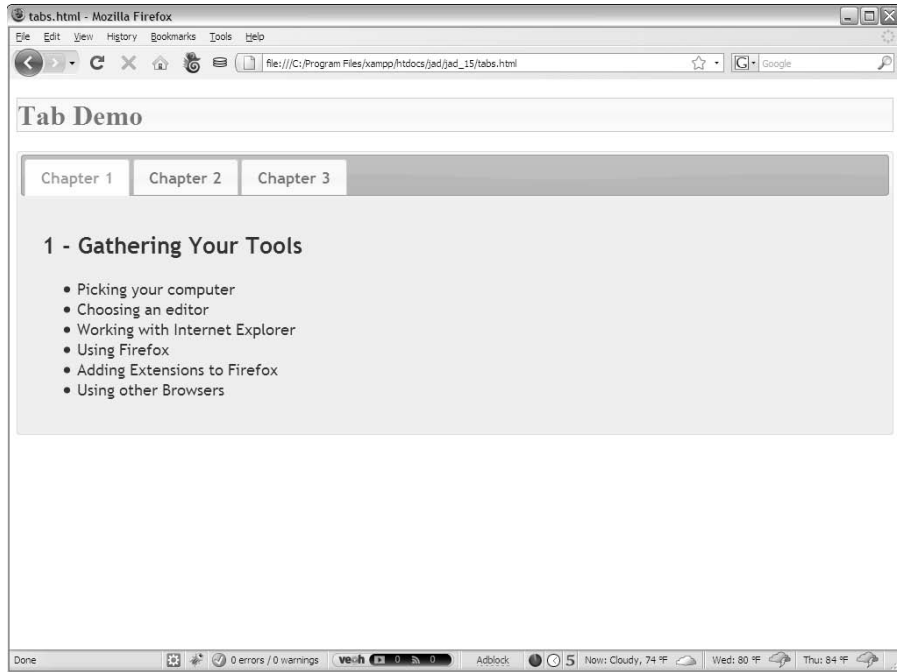 tabs.html - Mozilla Firefox
File Edit View History Bookmarks Tools Help
file:///C:/Program Files/xampp/htdocs/jad/jad_15/tabs.html
G Google
Tab Demo
Chapter 1 Chapter 2 Chapter 3
1 - Gathering Your Tools
• Picking your computer
• Choosing an editor
• Working with Internet Explorer
• Using Firefox
• Adding Extensions to Firefox
• Using other Browsers
Done 0 errors / 0 warnings veoh 0 0 Adblock 5 Now: Cloudy, 74 °F Wed: 80 °F Thu: 84 °F